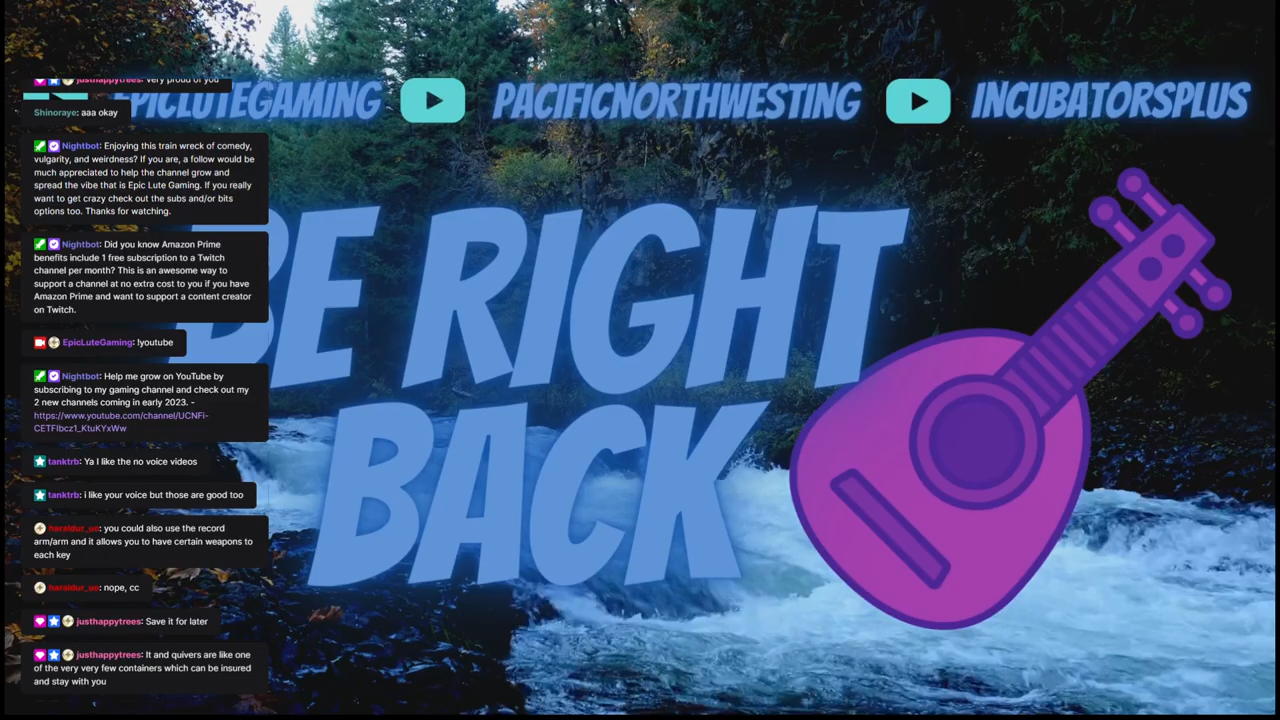 EPICLUTEGAMING PACIFICNORTHWESTING INCUBATORSPLUS
justhappytrees: Very proud of you
Shinoraye: aaa okay
Nightbot: Enjoying this train wreck of comedy,
vulgarity, and weirdness? If you are, a follow would be
much appreciated to help the channel grow and
spread the vibe that is Epic Lute Gaming. If you really
want to get crazy check out the subs and/or bits
options too. Thanks for watching.
Nightbot: Did you know Amazon Prime
benefits include 1 free subscription to a Twitch
channel per month? This is an awesome way to
support a channel at no extra cost to you if you have
Amazon Prime and want to support a content creator
on Twitch.
EpicLuteGaming: !youtube
Nightbot: Help me grow on YouTube by
subscribing to my gaming channel and check out my
2 new channels coming in early 2023. -
https://www.youtube.com/channel/UCNFi-
CETFIbcz1_KtuKYxWw
tanktrb: Ya I like the no voice videos
tanktrb: i like your voice but those are good too
haraldur_uo: you could also use the record
arm/arm and it allows you to have certain weapons to
each key
haraldur_uo: nope, cc
justhappytrees: Save it for later
justhappytrees: It and quivers are like one
of the very very few containers which can be insured
and stay with you
BE RIGHT
BACK